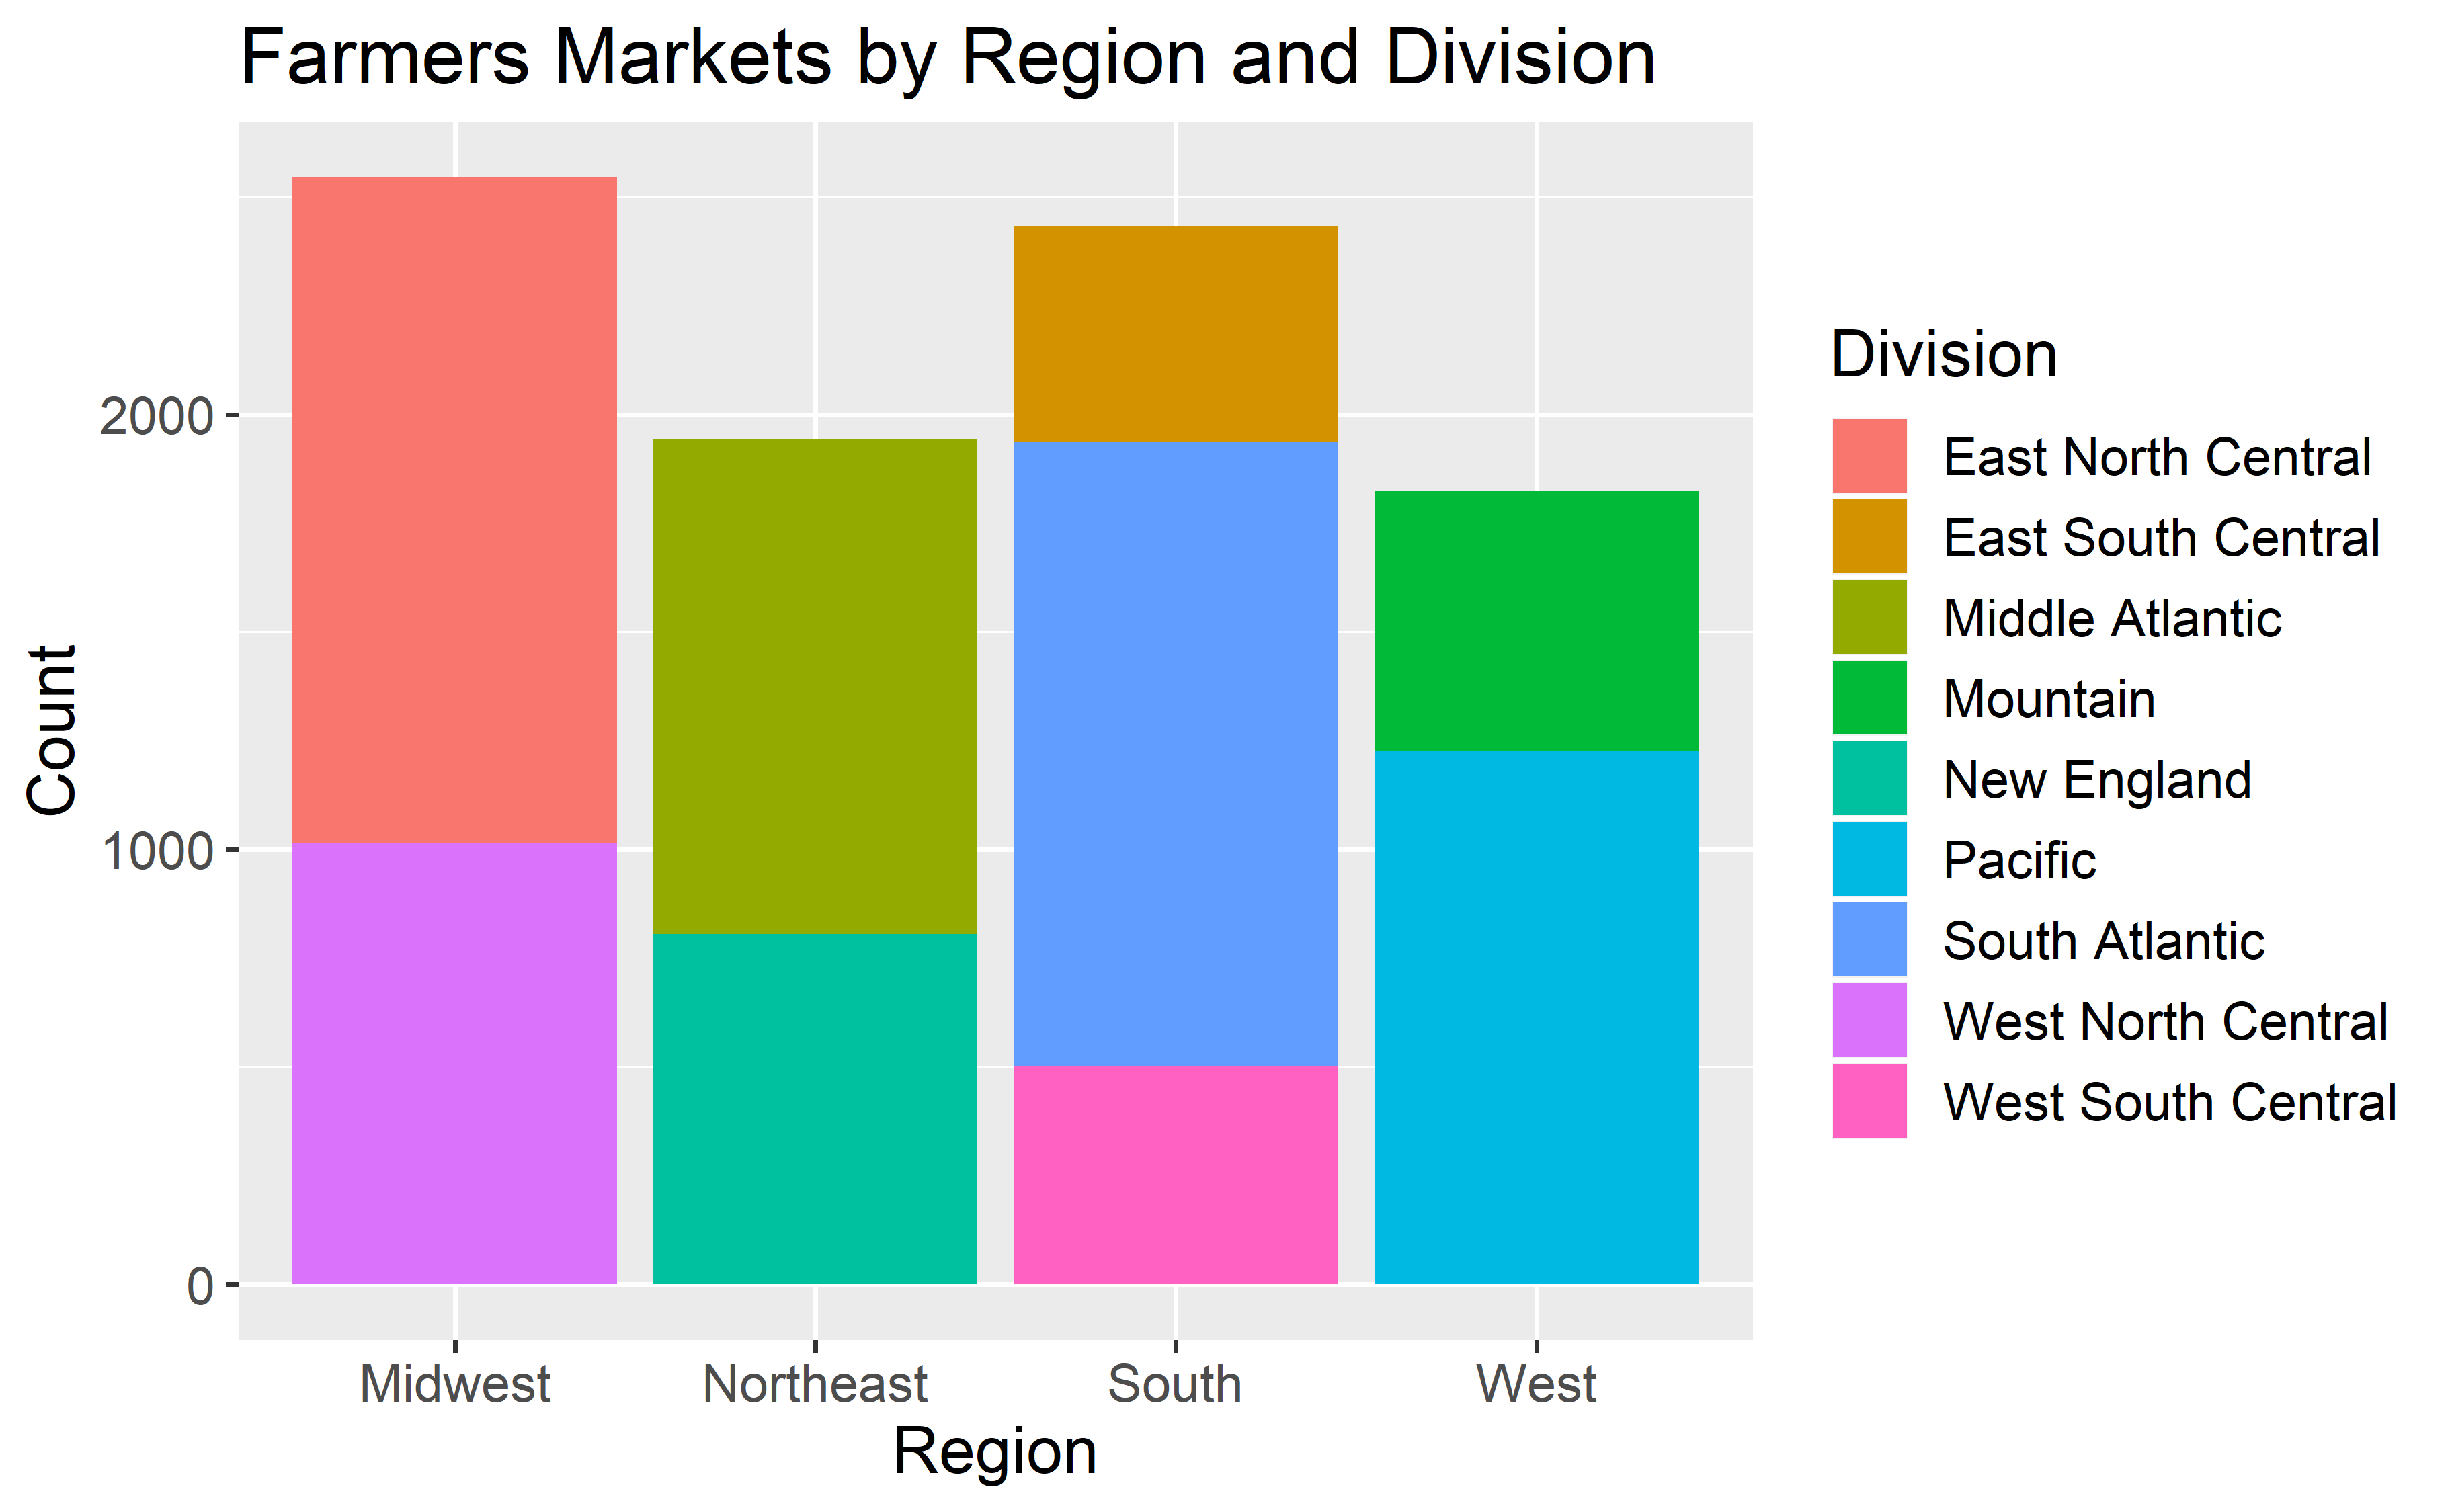 Farmers Markets by Region and Division
Count
2000
1000
0
Midwest Northeast South West
Region
Division
East North Central
East South Central
Middle Atlantic
Mountain
New England
Pacific
South Atlantic
West North Central
West South Central